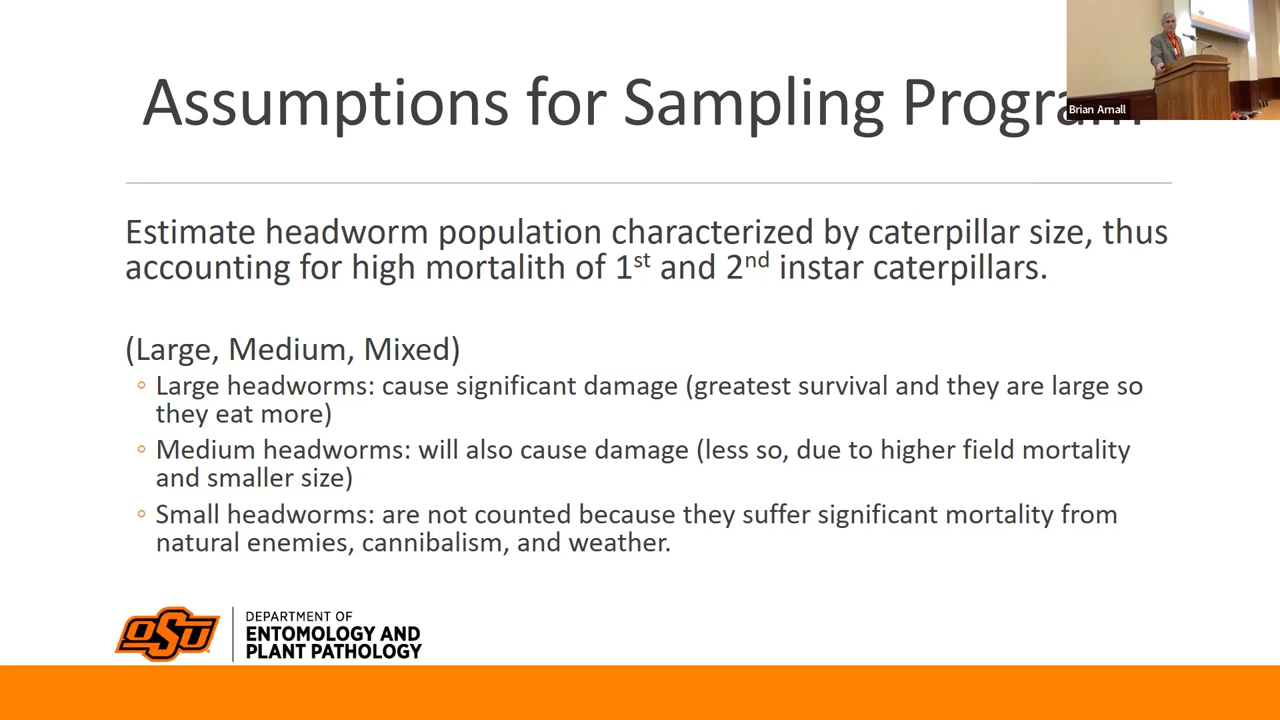 Assumptions for Sampling Program
Brian Arnall
Estimate headworm population characterized by caterpillar size, thus
accounting for high mortalith of 1st and 2nd instar caterpillars.
(Large, Medium, Mixed)
◦ Large headworms: cause significant damage (greatest survival and they are large so
they eat more)
◦ Medium headworms: will also cause damage (less so, due to higher field mortality
and smaller size)
◦ Small headworms: are not counted because they suffer significant mortality from
natural enemies, cannibalism, and weather.
OSU
DEPARTMENT OF
ENTOMOLOGY AND
PLANT PATHOLOGY